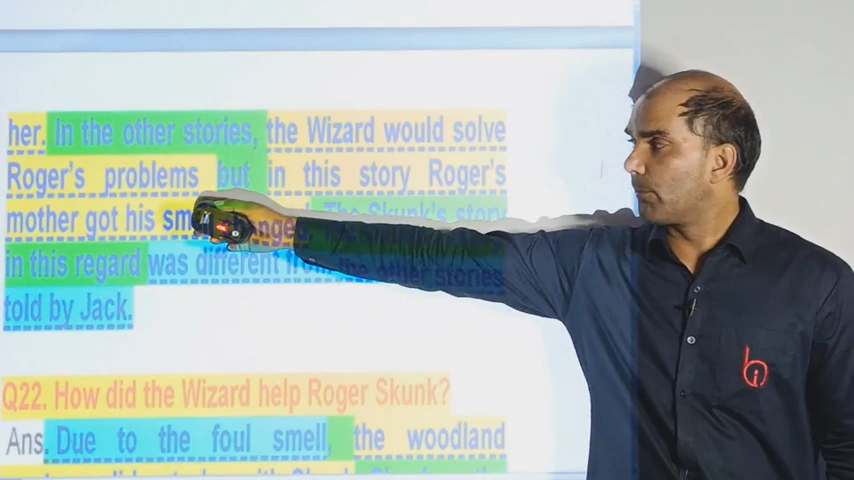 her. In the other stories, the Wizard would solve
Roger's problems but in this story Roger's
mother got his The Skunk's story
in this regard was different from the other stories
told by Jack.
Q22. How did the Wizard help Roger Skunk?
Ans. Due to the foul smell, the woodland